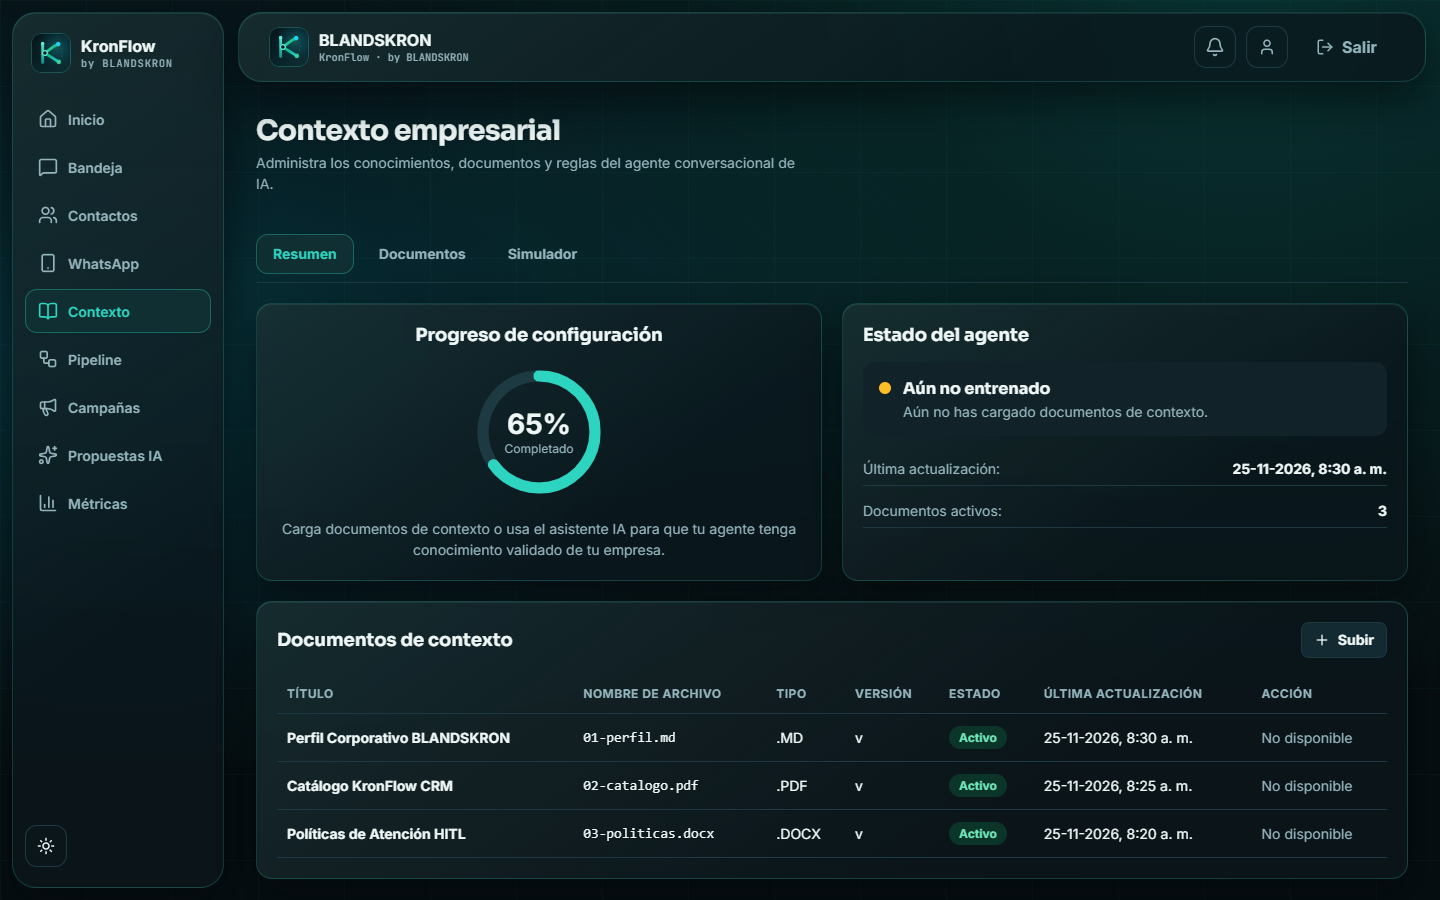 KronFlow
by BLANDSKRON
Inicio
Bandeja
Contactos
WhatsApp
Contexto
Pipeline
Campañas
Propuestas IA
Métricas
BLANDSKRON
KronFlow · by BLANDSKRON
Salir
Contexto empresarial
Administra los conocimientos, documentos y reglas del agente conversacional de
IA.
Resumen Documentos Simulador
Progreso de configuración
65%
Completado
Carga documentos de contexto o usa el asistente IA para que tu agente tenga
conocimiento validado de tu empresa.
Estado del agente
Aún no entrenado
Aún no has cargado documentos de contexto.
Última actualización: 25-11-2026, 8:30 a. m.
Documentos activos: 3
Documentos de contexto
+ Subir
TÍTULO NOMBRE DE ARCHIVO TIPO VERSIÓN ESTADO ÚLTIMA ACTUALIZACIÓN ACCIÓN
Perfil Corporativo BLANDSKRON 01-perfil.md .MD v Activo 25-11-2026, 8:30 a. m. No disponible
Catálogo KronFlow CRM 02-catalogo.pdf .PDF v Activo 25-11-2026, 8:25 a. m. No disponible
Políticas de Atención HITL 03-politicas.docx .DOCX v Activo 25-11-2026, 8:20 a. m. No disponible